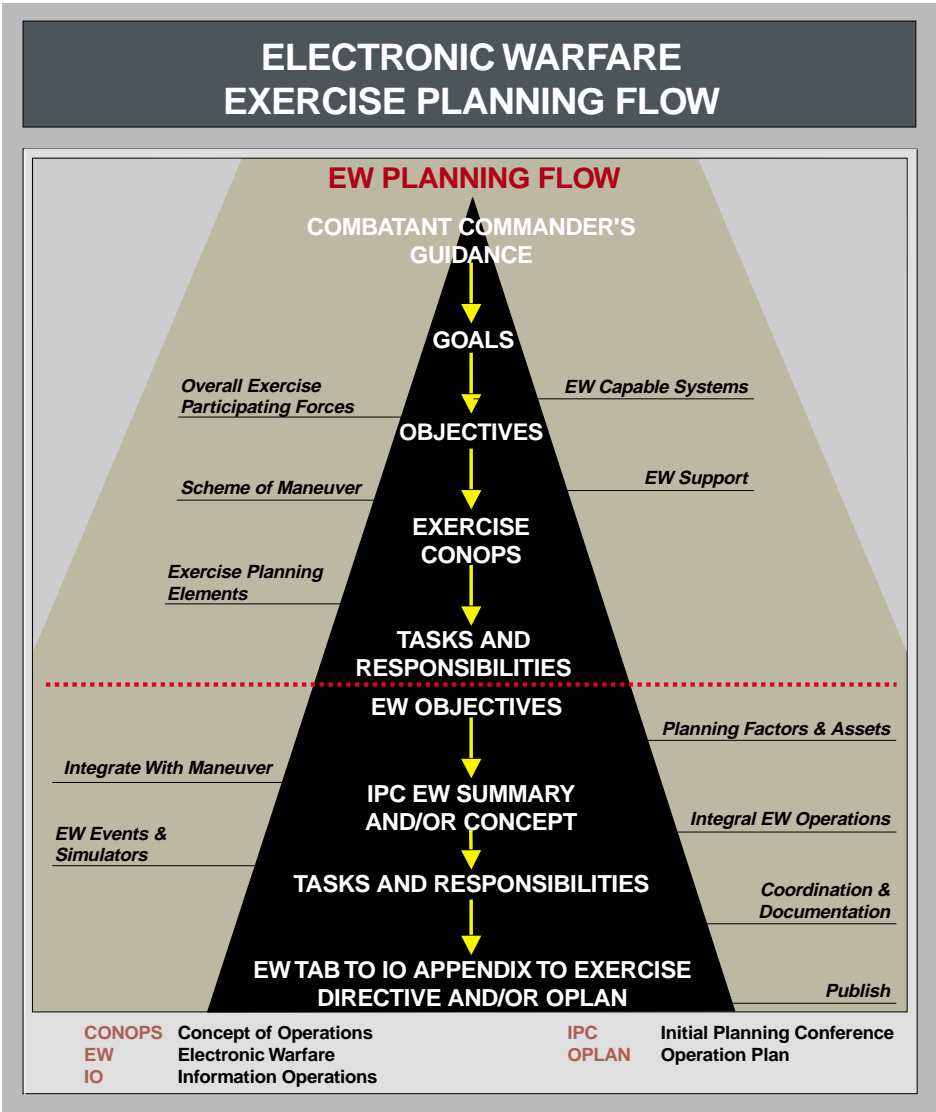 ELECTRONIC WARFARE
EXERCISE PLANNING FLOW
EW PLANNING FLOW
COMBATANT COMMANDER'S
GUIDANCE
GOALS
Overall Exercise
Participating Forces
EW Capable Systems
OBJECTIVES
Scheme of Maneuver
EW Support
EXERCISE
CONOPS
Exercise Planning
Elements
TASKS AND
RESPONSIBILITIES
EW OBJECTIVES
Planning Factors & Assets
Integrate With Maneuver
IPC EW SUMMARY
AND/OR CONCEPT
Integral EW Operations
EW Events &
Simulators
TASKS AND RESPONSIBILITIES
Coordination &
Documentation
EW TAB TO IO APPENDIX TO EXERCISE
DIRECTIVE AND/OR OPLAN
Publish
CONOPS Concept of Operations
EW Electronic Warfare
IO Information Operations
IPC Initial Planning Conference
OPLAN Operation Plan